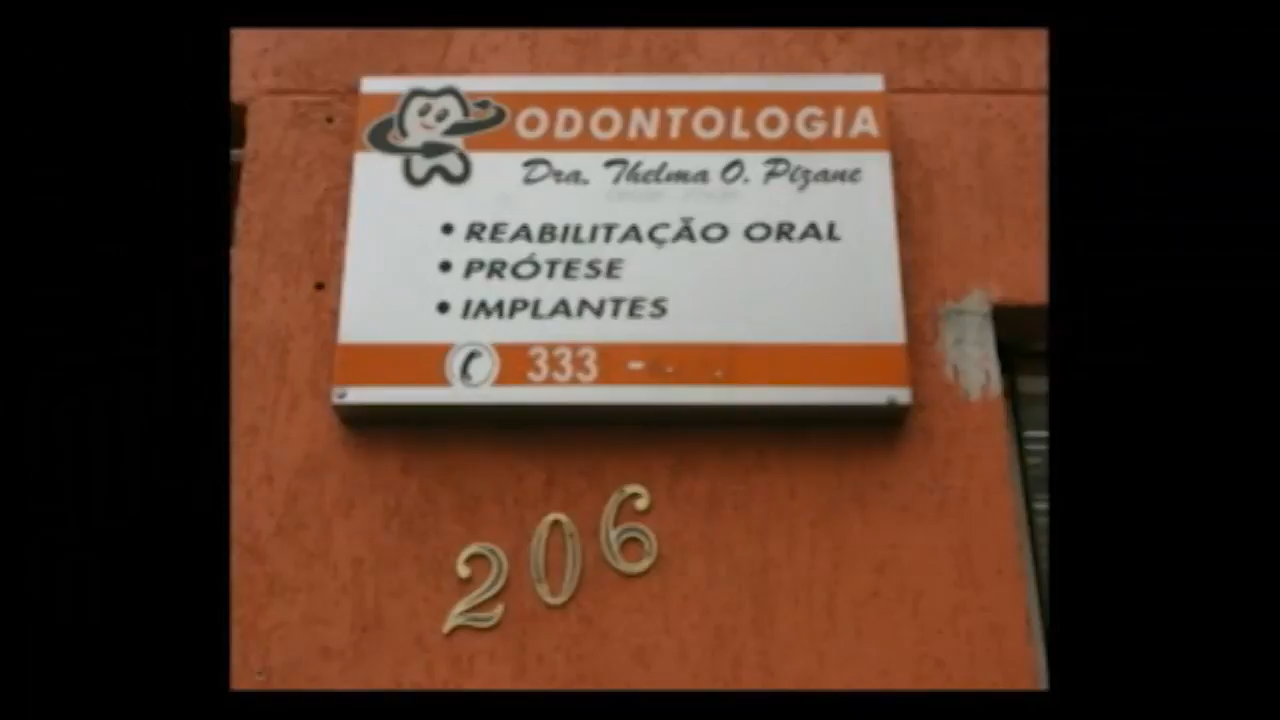 ODONTOLOGIA
Dra. Thelma O. Pizane
• REABILITAÇÃO ORAL
• PRÓTESE
• IMPLANTES
333 -
206